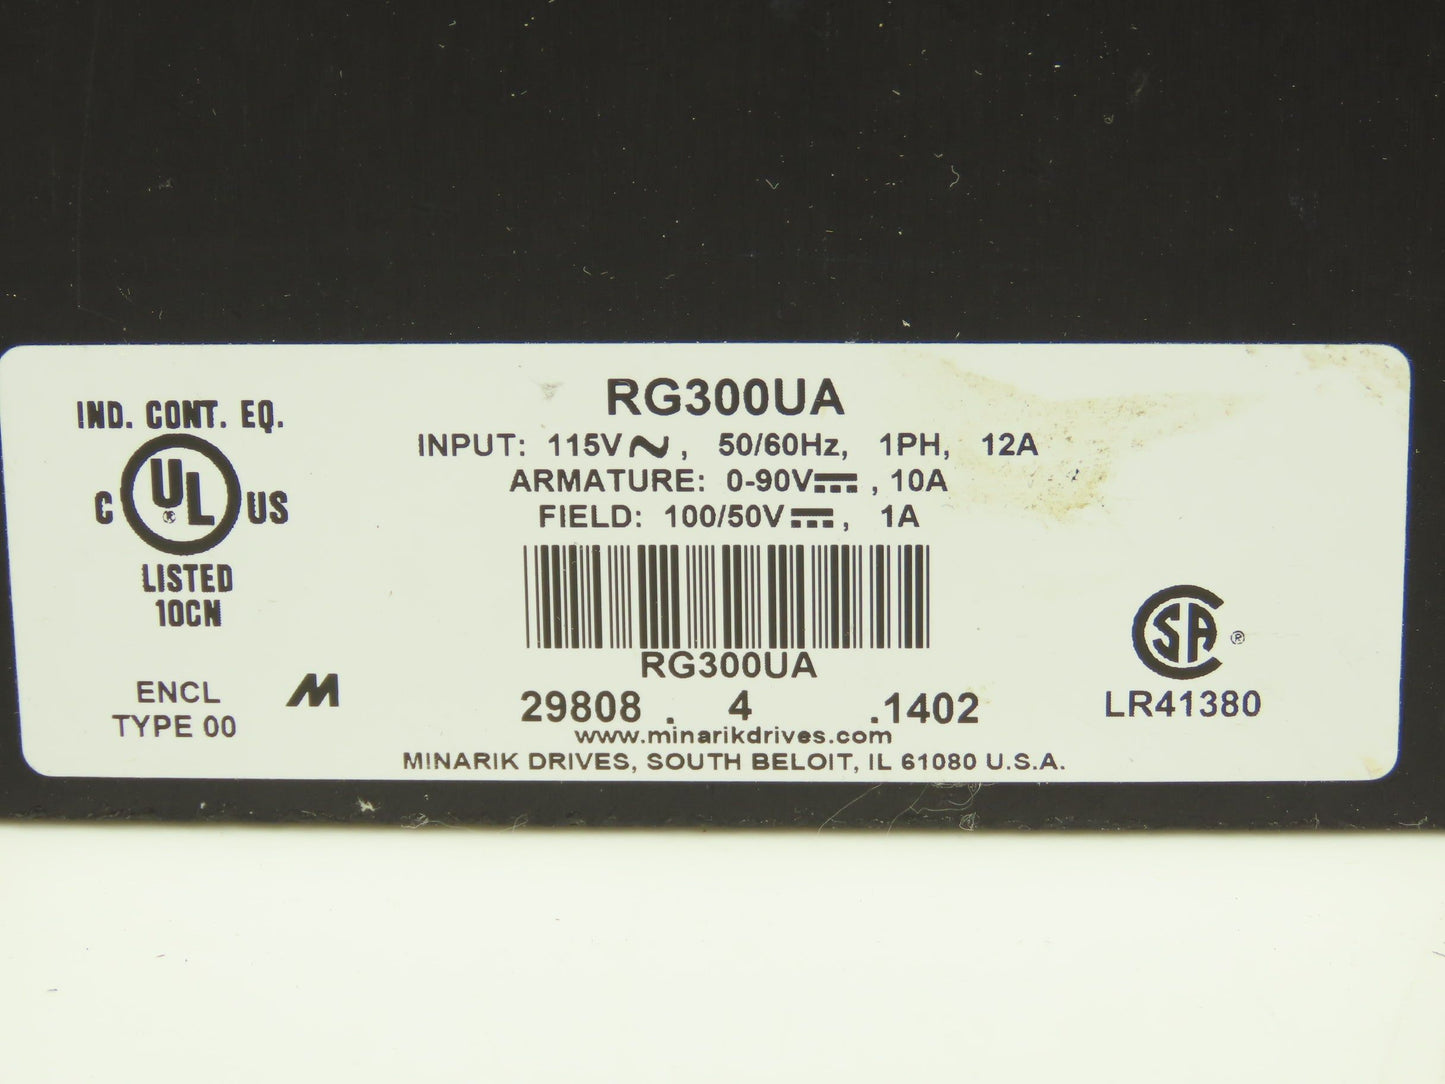 RG300UA
IND. CONT. EQ.
C UL ® US
LISTED
10CN
ENCL
TYPE 00
M
INPUT: 115V ~, 50/60Hz, 1PH, 12A
ARMATURE: 0-90V⎓, 10A
FIELD: 100/50V⎓, 1A
RG300UA
29808 . 4 .1402
www.minarikdrives.com
MINARIK DRIVES, SOUTH BELOIT, IL 61080 U.S.A.
SA ®
LR41380